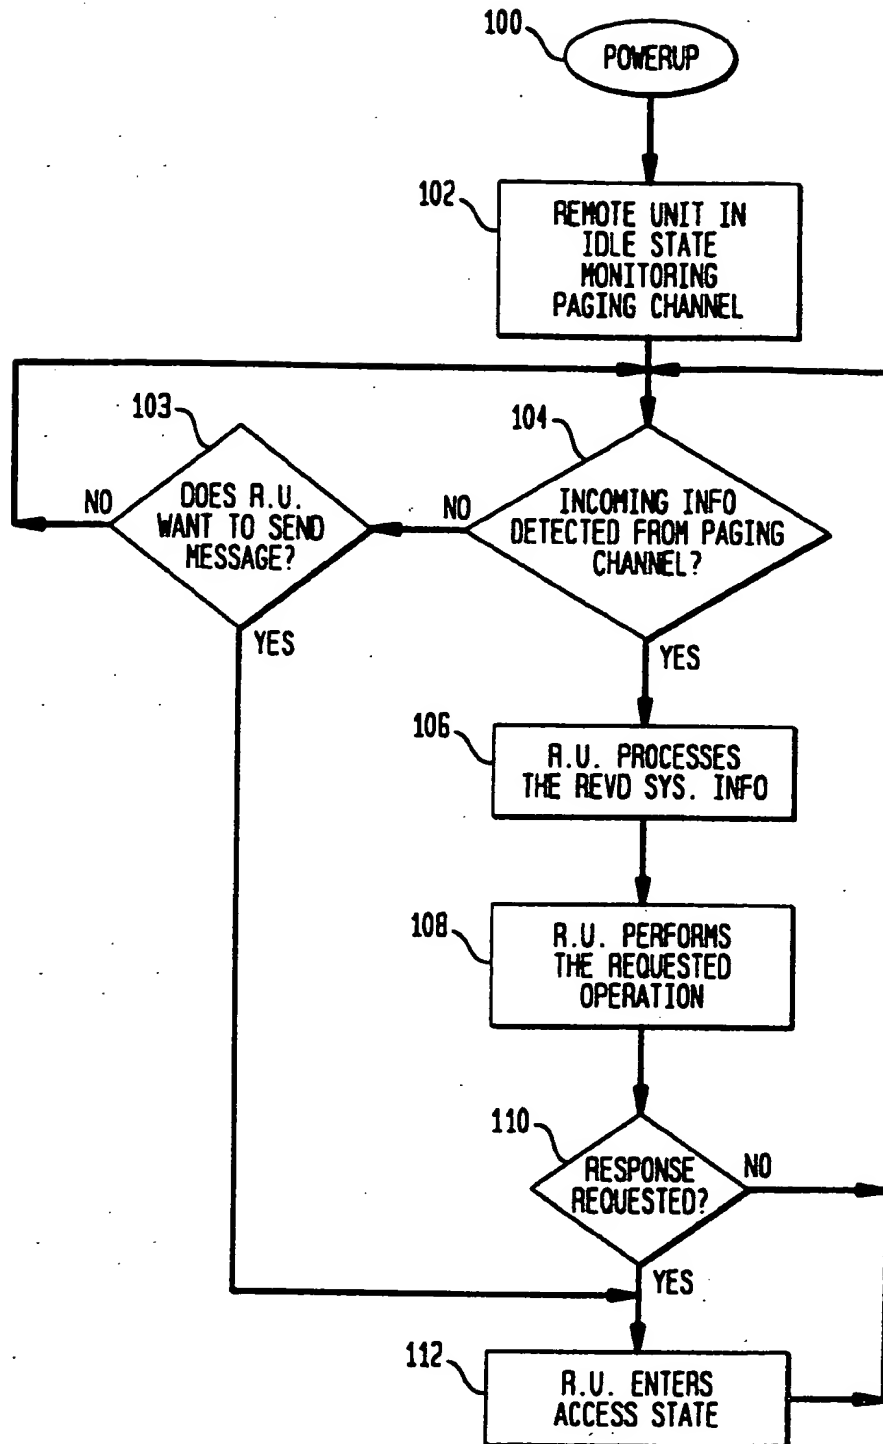 100
POWERUP
102
REMOTE UNIT IN
IDLE STATE
MONITORING
PAGING CHANNEL
103
104
NO
DOES R.U.
WANT TO SEND
MESSAGE?
NO
INCOMING INFO
DETECTED FROM PAGING
CHANNEL?
YES
YES
106
R.U. PROCESSES
THE REVD SYS. INFO
108
R.U. PERFORMS
THE REQUESTED
OPERATION
110
RESPONSE
REQUESTED?
NO
YES
112
R.U. ENTERS
ACCESS STATE